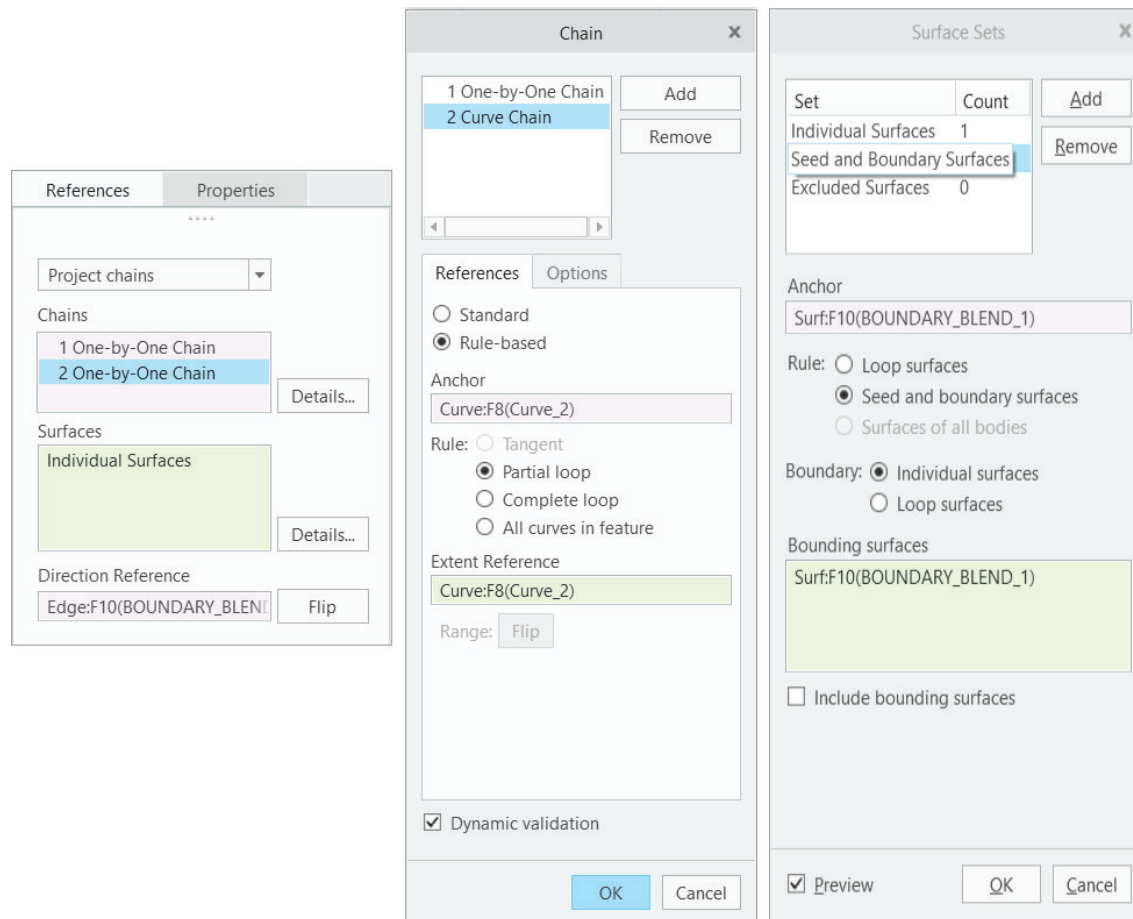 References Properties
Project chains
Chains
1 One-by-One Chain
2 One-by-One Chain
Details...
Surfaces
Individual Surfaces
Details...
Direction Reference
Edge:F10(BOUNDARY_BLEN
Flip
Chain
1 One-by-One Chain
2 Curve Chain
Add
Remove
References Options
Standard
Rule-based
Anchor
Curve:F8(Curve_2)
Rule: Tangent
Partial loop
Complete loop
All curves in feature
Extent Reference
Curve:F8(Curve_2)
Range: Flip
Dynamic validation
OK Cancel
Surface Sets
Set Count
Individual Surfaces 1
Seed and Boundary Surfaces
Excluded Surfaces 0
Add
Remove
Anchor
Surf:F10(BOUNDARY_BLEND_1)
Rule: Loop surfaces
Seed and boundary surfaces
Surfaces of all bodies
Boundary: Individual surfaces
Loop surfaces
Bounding surfaces
Surf:F10(BOUNDARY_BLEND_1)
Include bounding surfaces
Preview OK Cancel